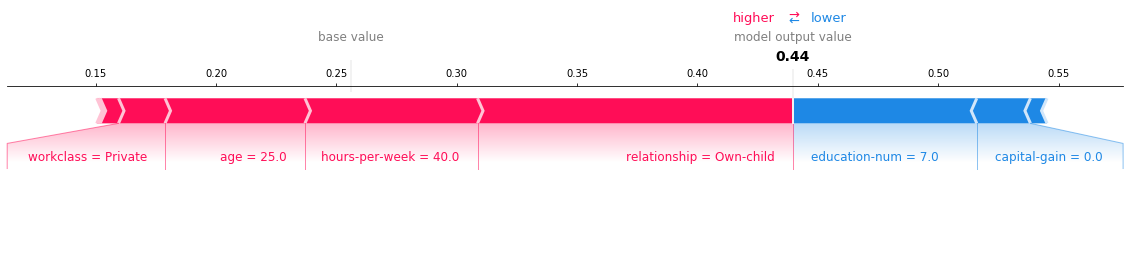 higher ⇄ lower
base value
model output value
0.44
0.15 0.20 0.25 0.30 0.35 0.40 0.45 0.50 0.55
workclass = Private age = 25.0 hours-per-week = 40.0 relationship = Own-child education-num = 7.0 capital-gain = 0.0